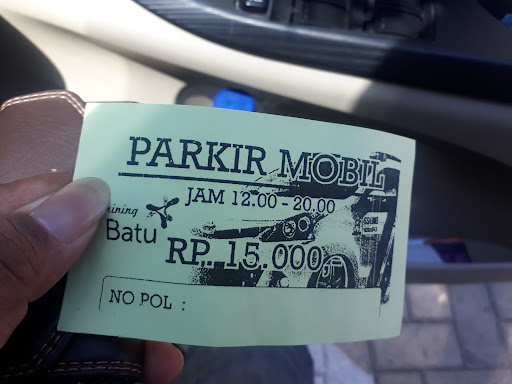 PARKIR MOBIL
JAM 12.00 - 20.00
Batu
RP. 15.000,
NO POL :